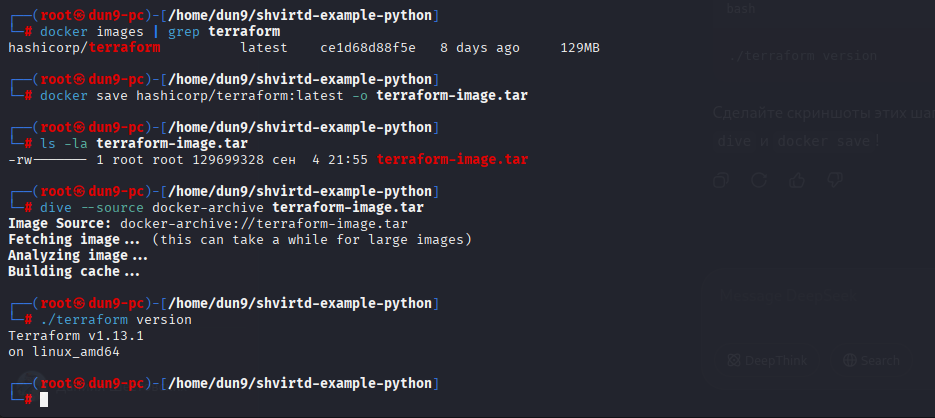 ┌──(root㉿dun9-pc)-[/home/dun9/shvirtd-example-python]
└─# docker images | grep terraform
hashicorp/terraform latest ce1d68d88f5e 8 days ago 129MB
┌──(root㉿dun9-pc)-[/home/dun9/shvirtd-example-python]
└─# docker save hashicorp/terraform:latest -o terraform-image.tar
┌──(root㉿dun9-pc)-[/home/dun9/shvirtd-example-python]
└─# ls -la terraform-image.tar
-rw------- 1 root root 129699328 сен 4 21:55 terraform-image.tar
┌──(root㉿dun9-pc)-[/home/dun9/shvirtd-example-python]
└─# dive --source docker-archive terraform-image.tar
Image Source: docker-archive://terraform-image.tar
Fetching image... (this can take a while for large images)
Analyzing image...
Building cache...
┌──(root㉿dun9-pc)-[/home/dun9/shvirtd-example-python]
└─# ./terraform version
Terraform v1.13.1
on linux_amd64
┌──(root㉿dun9-pc)-[/home/dun9/shvirtd-example-python]
└─#
bash
./terraform version
Сделайте скриншоты этих
dive и docker save!
DeepThink
Search